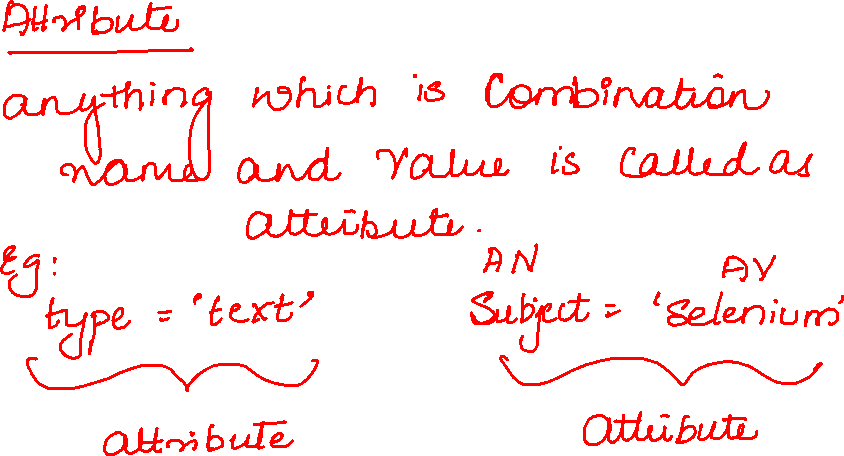 Attribute
anything which is Combination
name and Value is called as
attribute.
Eg:
AN AV
type = 'text' Subject = 'Selenium'
attribute attribute